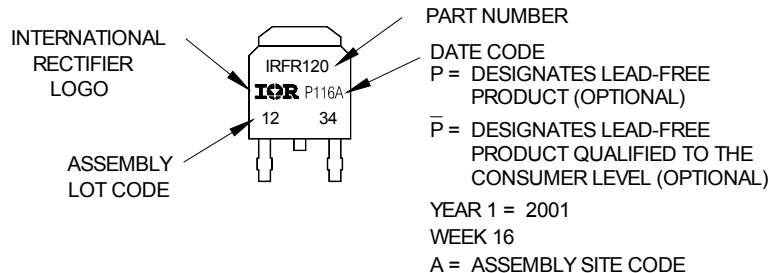 INTERNATIONAL
RECTIFIER
LOGO
ASSEMBLY
LOT CODE
IRFR120
IOR P116A
12 34
PART NUMBER
DATE CODE
P = DESIGNATES LEAD-FREE
PRODUCT (OPTIONAL)
P̅ = DESIGNATES LEAD-FREE
PRODUCT QUALIFIED TO THE
CONSUMER LEVEL (OPTIONAL)
YEAR 1 = 2001
WEEK 16
A = ASSEMBLY SITE CODE